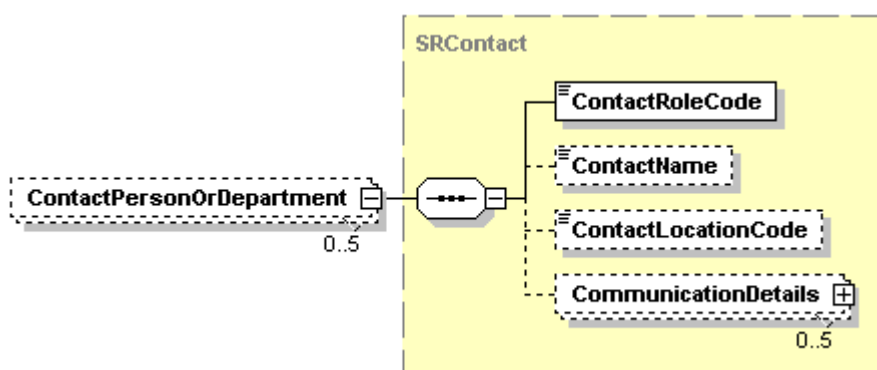 SRContact
ContactRoleCode
ContactName
ContactPersonOrDepartment
0..5
ContactLocationCode
CommunicationDetails
0..5